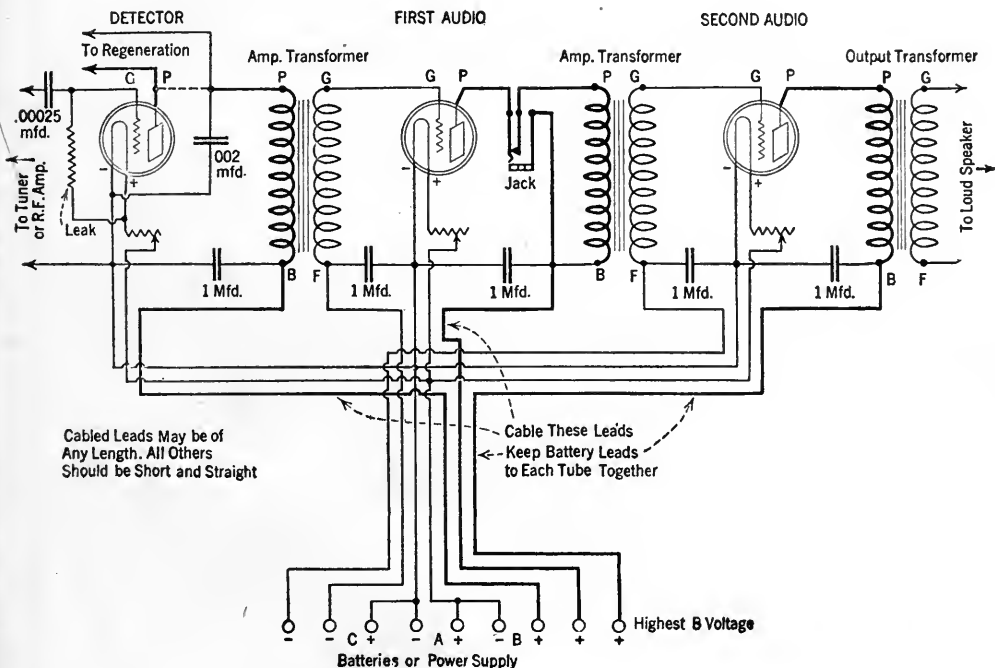 DETECTOR
FIRST AUDIO
SECOND AUDIO
To Regeneration
G P
Amp. Transformer
P G
G P
Amp. Transformer
P G
G P
Output Transformer
P G
.00025
mfd.
002
mfd.
- +
Leak
To Tuner
or R.F. Amp.
- +
Jack
- +
To Loud Speaker
1 Mfd.
B F
1 Mfd.
1 Mfd.
B F
1 Mfd.
1 Mfd.
B F
Cabled Leads May be of
Any Length. All Others
Should be Short and Straight
Cable These Leads
Keep Battery Leads
to Each Tube Together
- - C + - A + - B + + +
Highest B Voltage
Batteries or Power Supply